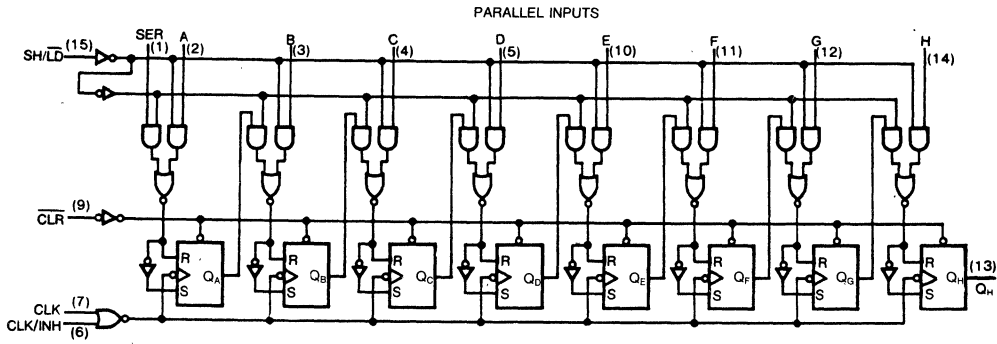 PARALLEL INPUTS
SH/LD (15) SER (1) A (2) B (3) C (4) D (5) E (10) F (11) G (12) H (14)
CLR (9)
R R R R R R R R
QA QB QC QD QE QF QG QH (13)
S S S S S S S S QH
CLK (7)
CLK/INH (6)